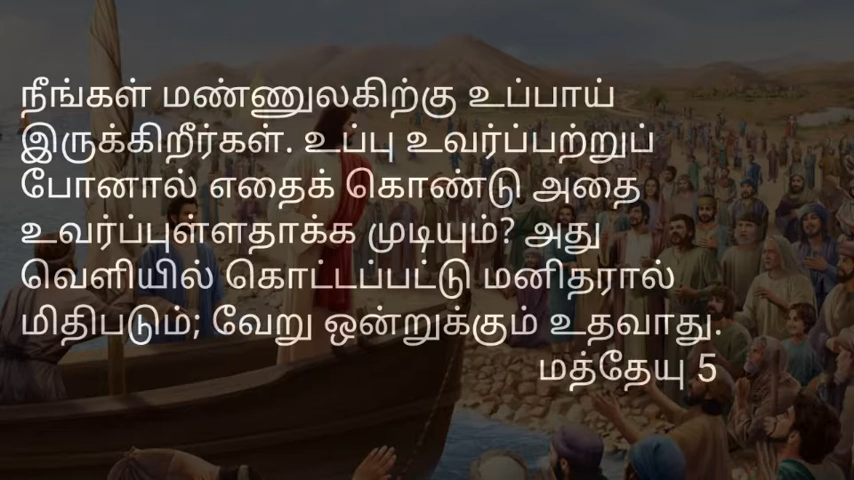 நீங்கள் மண்ணுலகிற்கு உப்பாய்
இருக்கிறீர்கள். உப்பு உவர்ப்பற்றுப்
போனால் எதைக் கொண்டு அதை
உவர்ப்புள்ளதாக்க முடியும்? அது
வெளியில் கொட்டப்பட்டு மனிதரால்
மிதிபடும்; வேறு ஒன்றுக்கும் உதவாது.
மத்தேயு 5